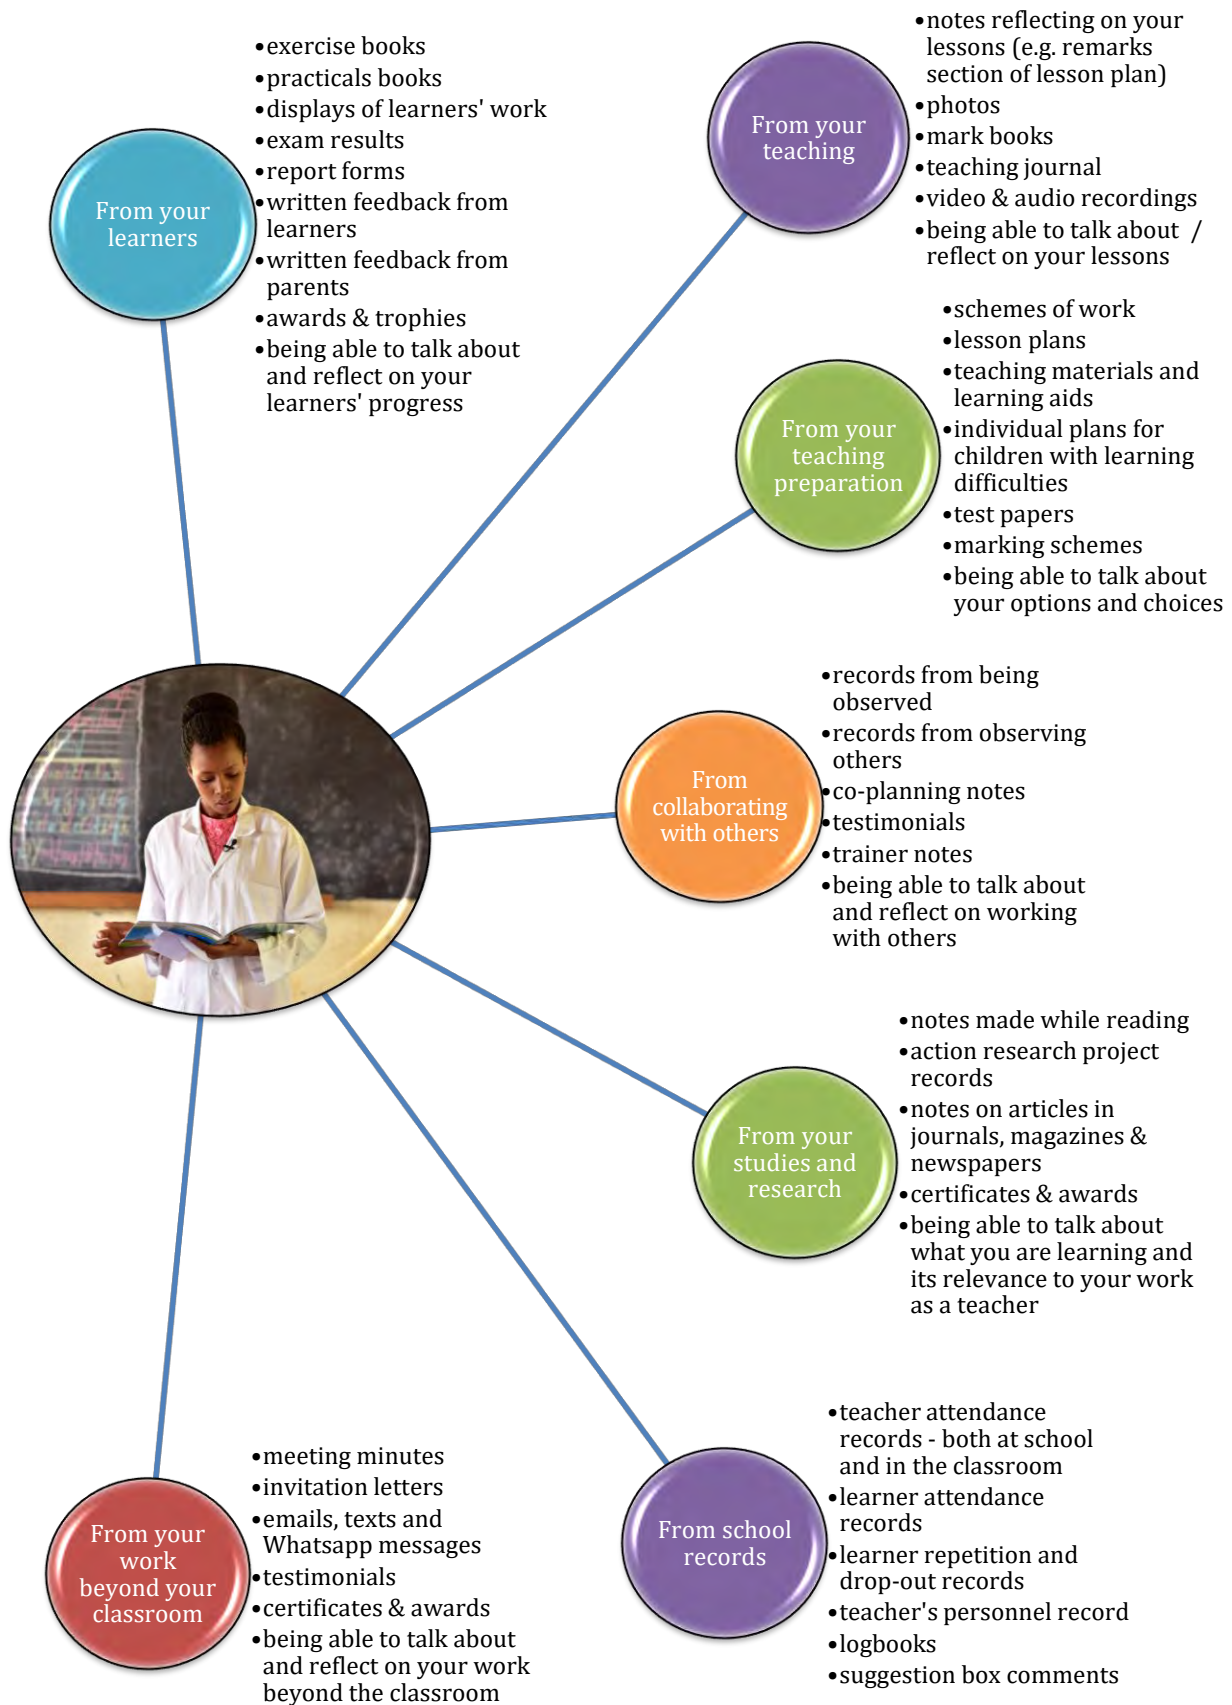 From your
learners
•exercise books
•practicals books
•displays of learners' work
•exam results
•report forms
•written feedback from
learners
•written feedback from
parents
•awards & trophies
•being able to talk about
and reflect on your
learners' progress
From your
teaching
•notes reflecting on your
lessons (e.g. remarks
section of lesson plan)
•photos
•mark books
•teaching journal
•video & audio recordings
•being able to talk about /
reflect on your lessons
From your
teaching
preparation
•schemes of work
•lesson plans
•teaching materials and
learning aids
•individual plans for
children with learning
difficulties
•test papers
•marking schemes
•being able to talk about
your options and choices
From
collaborating
with others
•records from being
observed
•records from observing
others
•co-planning notes
•testimonials
•trainer notes
•being able to talk about
and reflect on working
with others
From your
studies and
research
•notes made while reading
•action research project
records
•notes on articles in
journals, magazines &
newspapers
•certificates & awards
•being able to talk about
what you are learning and
its relevance to your work
as a teacher
From school
records
•teacher attendance
records - both at school
and in the classroom
•learner attendance
records
•learner repetition and
drop-out records
•teacher's personnel record
•logbooks
•suggestion box comments
From your
work
beyond your
classroom
•meeting minutes
•invitation letters
•emails, texts and
Whatsapp messages
•testimonials
•certificates & awards
•being able to talk about
and reflect on your work
beyond the classroom